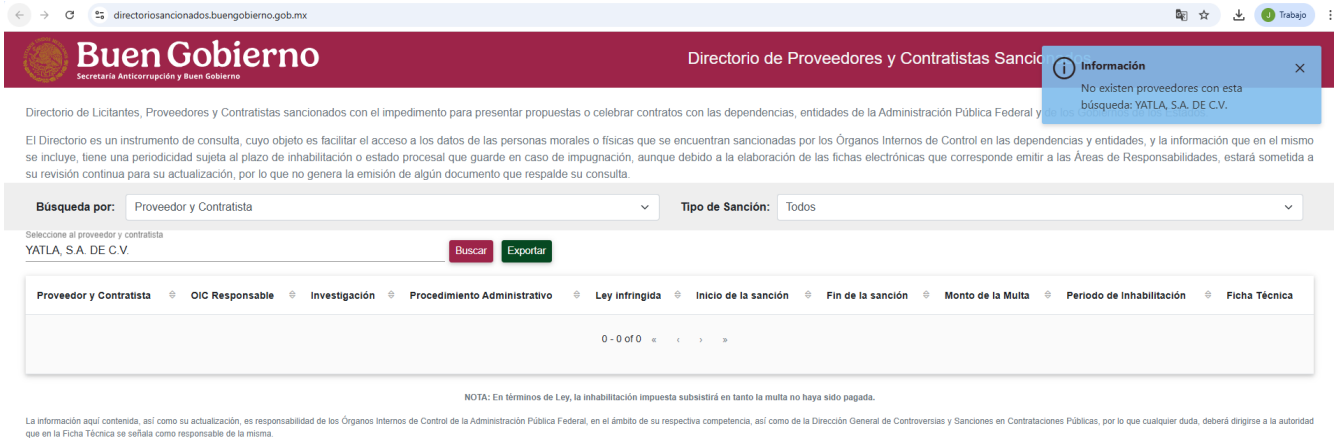 directoriosancionados.buengobierno.gob.mx
J Trabajo
Buen Gobierno
Secretaría Anticorrupción y Buen Gobierno
Directorio de Proveedores y Contratistas Sancio
Información
No existen proveedores con esta
búsqueda: YATLA, S.A. DE C.V.
Directorio de Licitantes, Proveedores y Contratistas sancionados con el impedimento para presentar propuestas o celebrar contratos con las dependencias, entidades de la Administración Pública Federal y de los Gobiernos de los Estados.
El Directorio es un instrumento de consulta, cuyo objeto es facilitar el acceso a los datos de las personas morales o físicas que se encuentran sancionadas por los Órganos Internos de Control en las dependencias y entidades, y la información que en el mismo
se incluye, tiene una periodicidad sujeta al plazo de inhabilitación o estado procesal que guarde en caso de impugnación, aunque debido a la elaboración de las fichas electrónicas que corresponde emitir a las Áreas de Responsabilidades, estará sometida a
su revisión continua para su actualización, por lo que no genera la emisión de algún documento que respalde su consulta.
Búsqueda por: Proveedor y Contratista Tipo de Sanción: Todos
Seleccione al proveedor y contratista
YATLA, S.A. DE C.V. Buscar Exportar
Proveedor y Contratista OIC Responsable Investigación Procedimiento Administrativo Ley infringida Inicio de la sanción Fin de la sanción Monto de la Multa Periodo de Inhabilitación Ficha Técnica
0 - 0 of 0 « ‹ › »
NOTA: En términos de Ley, la inhabilitación impuesta subsistirá en tanto la multa no haya sido pagada.
La información aquí contenida, así como su actualización, es responsabilidad de los Órganos Internos de Control de la Administración Pública Federal, en el ámbito de su respectiva competencia, así como de la Dirección General de Controversias y Sanciones en Contrataciones Públicas, por lo que cualquier duda, deberá dirigirse a la autoridad
que en la Ficha Técnica se señala como responsable de la misma.